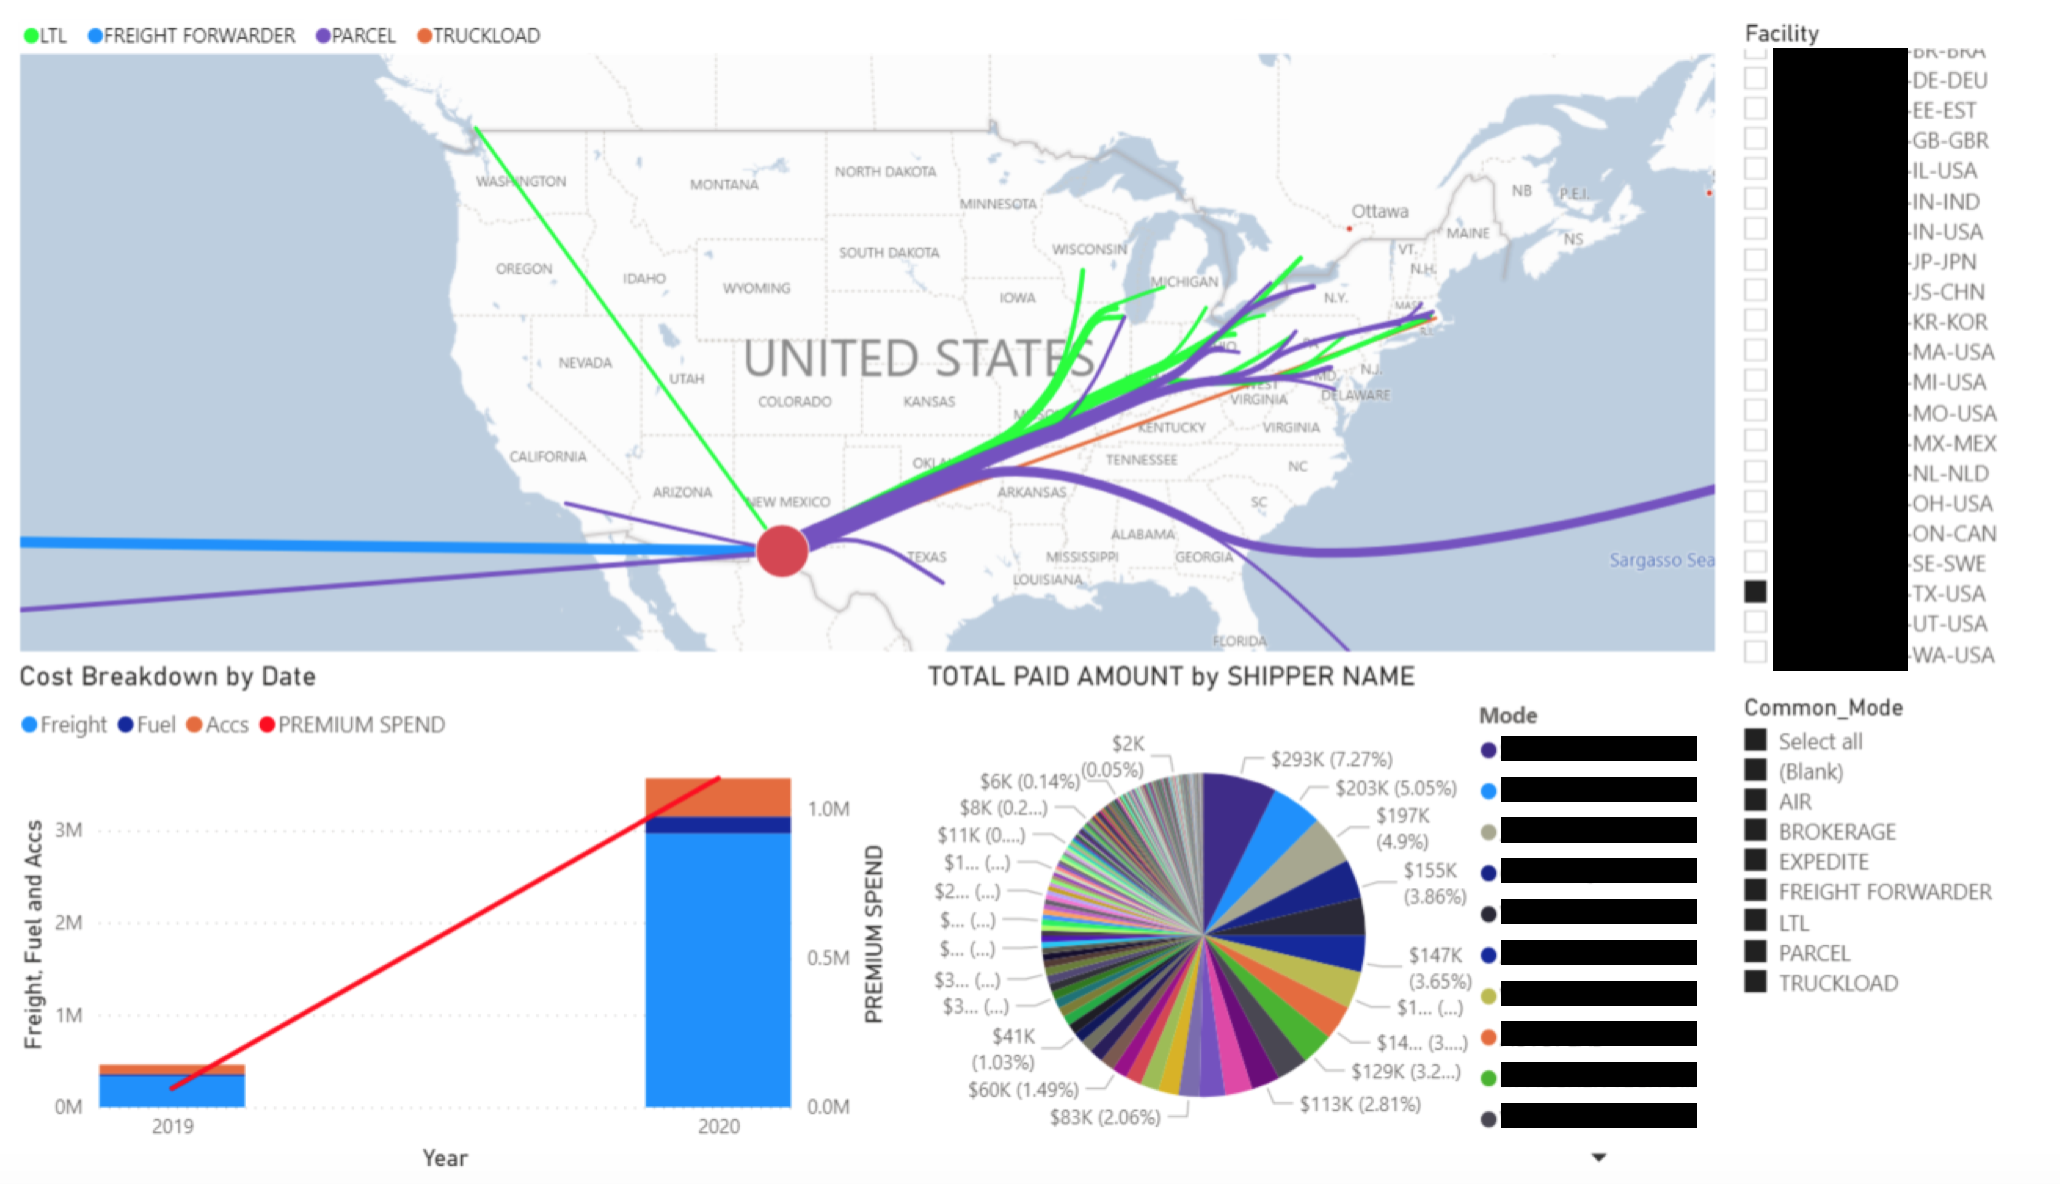 LTL FREIGHT FORWARDER PARCEL TRUCKLOAD
WASHINGTON
MONTANA
NORTH DAKOTA
MINNESOTA
Ottawa
NB
P.E.I.
MAINE
NS
VT.
N.H.
OREGON
IDAHO
SOUTH DAKOTA
WISCONSIN
WYOMING
IOWA
MICHIGAN
N.Y.
MASS
NEVADA
UTAH
UNITED STATES
COLORADO
KANSAS
N.J.
MD.
DELAWARE
WEST
VIRGINIA
KENTUCKY
VIRGINIA
CALIFORNIA
TENNESSEE
NC
ARIZONA
NEW MEXICO
ARKANSAS
SC
TEXAS
MISSISSIPPI
ALABAMA
GEORGIA
LOUISIANA
FLORIDA
Sargasso Sea
Facility
-BR-BRA
-DE-DEU
-EE-EST
-GB-GBR
-IL-USA
-IN-IND
-IN-USA
-JP-JPN
-JS-CHN
-KR-KOR
-MA-USA
-MI-USA
-MO-USA
-MX-MEX
-NL-NLD
-OH-USA
-ON-CAN
-SE-SWE
-TX-USA
-UT-USA
-WA-USA
Cost Breakdown by Date
Freight Fuel Accs PREMIUM SPEND
Freight, Fuel and Accs
3M
2M
1M
0M
1.0M
0.5M
0.0M
PREMIUM SPEND
2019
2020
Year
TOTAL PAID AMOUNT by SHIPPER NAME
$293K (7.27%)
$203K (5.05%)
$197K
(4.9%)
$155K
(3.86%)
$147K
(3.65%)
$1... (...)
$14... (3....)
$129K (3.2...)
$113K (2.81%)
$83K (2.06%)
$60K (1.49%)
$41K
(1.03%)
$3... (...)
$3... (...)
$... (...)
$... (...)
$2... (...)
$1... (...)
$11K (0....)
$8K (0.2...)
$6K (0.14%)
$2K
(0.05%)
Mode
Common_Mode
Select all
(Blank)
AIR
BROKERAGE
EXPEDITE
FREIGHT FORWARDER
LTL
PARCEL
TRUCKLOAD